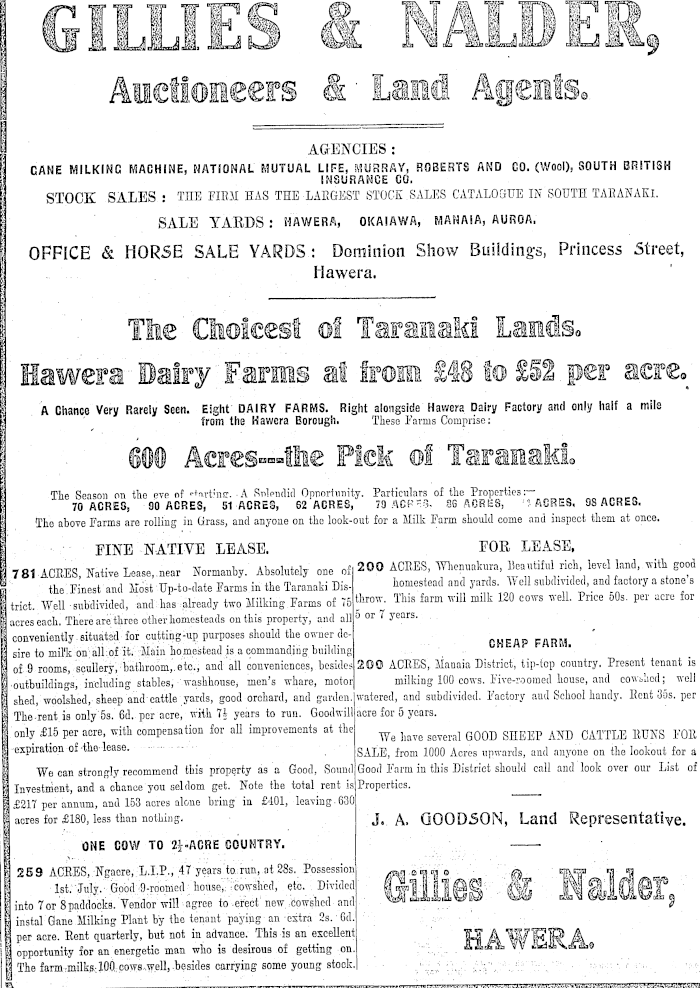 GILLIES & NALDER,
Auctioneers & Land Agents.
AGENCIES :
GANE MILKING MACHINE, NATIONAL MUTUAL LIFE, MURRAY, ROBERTS AND CO. (Wool), SOUTH BRITISH
INSURANCE CO.
STOCK SALES : THE FIRM HAS THE LARGEST STOCK SALES CATALOGUE IN SOUTH TARANAKI.
SALE YARDS : HAWERA, OKAIAWA, MANAIA, AUROA.
OFFICE & HORSE SALE YARDS : Dominion Show Buildings, Princess Street,
Hawera.
The Choicest of Taranaki Lands.
Hawera Dairy Farms at from £48 to £52 per acre.
A Chance Very Rarely Seen. Eight DAIRY FARMS. Right alongside Hawera Dairy Factory and only half a mile
from the Hawera Borough. These Farms Comprise:
600 Acres---the Pick of Taranaki.
The Season on the eve of starting. A Splendid Opportunity. Particulars of the Properties:—
70 ACRES, 90 ACRES, 51 ACRES, 62 ACRES, 79 ACRES. 86 ACRES, ACRES. 98 ACRES.
The above Farms are rolling in Grass, and anyone on the look-out for a Milk Farm should come and inspect them at once.
FINE NATIVE LEASE.
781 ACRES, Native Lease, near Normanby. Absolutely one of
the Finest and Most Up-to-date Farms in the Taranaki Dis-
trict. Well subdivided, and has already two Milking Farms of 75
acres each. There are three other homesteads on this property, and all
conveniently situated for cutting-up purposes should the owner de-
sire to milk on all of it. Main homestead is a commanding building
of 9 rooms, scullery, bathroom, etc., and all conveniences, besides
outbuildings, including stables, washhouse, men's whare, motor
shed, woolshed, sheep and cattle yards, good orchard, and garden.
The rent is only 5s. 6d. per acre, with 7½ years to run. Goodwill
only £15 per acre, with compensation for all improvements at the
expiration of the lease.
We can strongly recommend this property as a Good, Sound
Investment, and a chance you seldom get. Note the total rent is
£217 per annum, and 153 acres alone bring in £401, leaving 630
acres for £180, less than nothing.
ONE COW TO 2½-ACRE COUNTRY.
259 ACRES, Ngaere, L.I.P., 47 years to run, at 28s. Possession
1st. July. Good 9-roomed house, cowshed, etc. Divided
into 7 or 8 paddocks. Vendor will agree to erect new cowshed and
instal Gane Milking Plant by the tenant paying an extra 2s. 6d.
per acre. Rent quarterly, but not in advance. This is an excellent
opportunity for an energetic man who is desirous of getting on.
The farm milks 100 cows well, besides carrying some young stock.
FOR LEASE,
200 ACRES, Whenuakura, Beautiful rich, level land, with good
homestead and yards. Well subdivided, and factory a stone's
throw. This farm will milk 120 cows well. Price 50s. per acre for
5 or 7 years.
CHEAP FARM.
200 ACRES, Manaia District, tip-top country. Present tenant is
milking 100 cows. Five-roomed house, and cowshed; well
watered, and subdivided. Factory and School handy. Rent 35s. per
acre for 5 years.
We have several GOOD SHEEP AND CATTLE RUNS FOR
SALE, from 1000 Acres upwards, and anyone on the lookout for a
Good Farm in this District should call and look over our List of
Properties.
J. A. GOODSON, Land Representative.
Gillies & Nalder,
HAWERA.